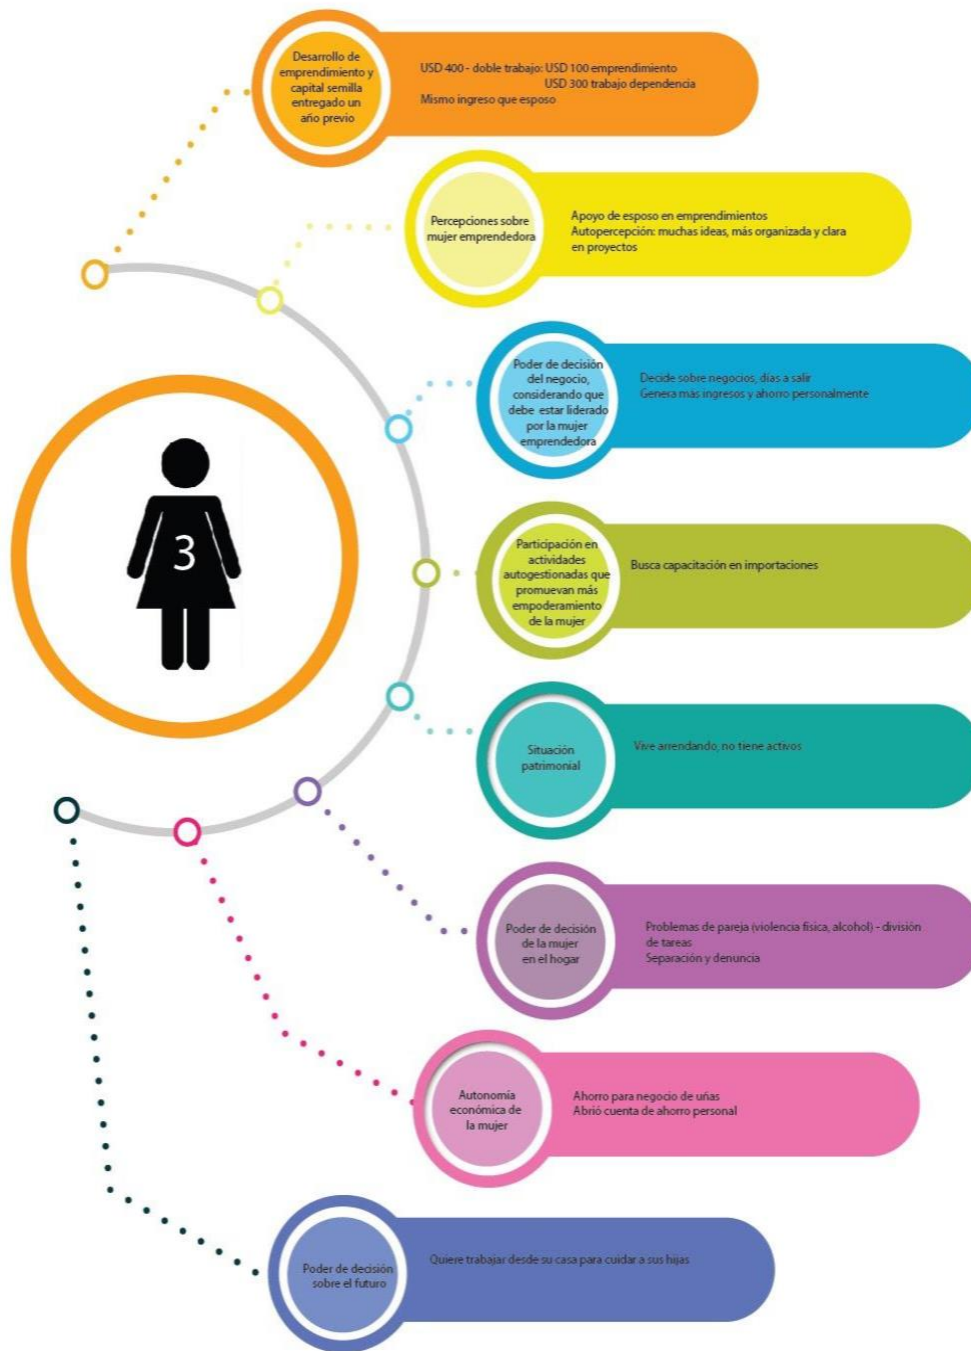 Desarrollo de
emprendimiento y
capital semilla
entregado un
año previo
USD 400 - doble trabajo: USD 100 emprendimiento
USD 300 trabajo dependencia
Mismo ingreso que esposo
Percepciones sobre
mujer emprendedora
Apoyo de esposo en emprendimientos
Autopercepción: muchas ideas, más organizada y clara
en proyectos
Poder de decisión
del negocio,
considerando que
debe estar liderado
por la mujer
emprendedora
Decide sobre negocios, días a salir
Genera más ingresos y ahorro personalmente
3
Participación en
actividades
autogestionadas que
promuevan más
empoderamiento
de la mujer
Busca capacitación en importaciones
Situación
patrimonial
Vive arrendando, no tiene activos
Poder de decisión
de la mujer
en el hogar
Problemas de pareja (violencia física, alcohol) - división
de tareas
Separación y denuncia
Autonomía
económica de
la mujer
Ahorro para negocio de uñas
Abrió cuenta de ahorro personal
Poder de decisión
sobre el futuro
Quiere trabajar desde su casa para cuidar a sus hijas